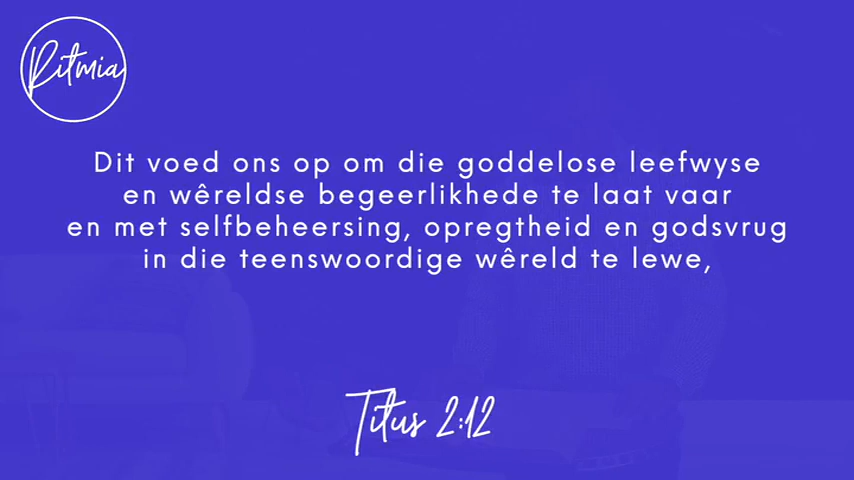 Ritmia
Dit voed ons op om die goddelose leefwyse
en wêreldse begeerlikhede te laat vaar
en met selfbeheersing, opregtheid en godsvrug
in die teenswoordige wêreld te lewe,
Titus 2:12